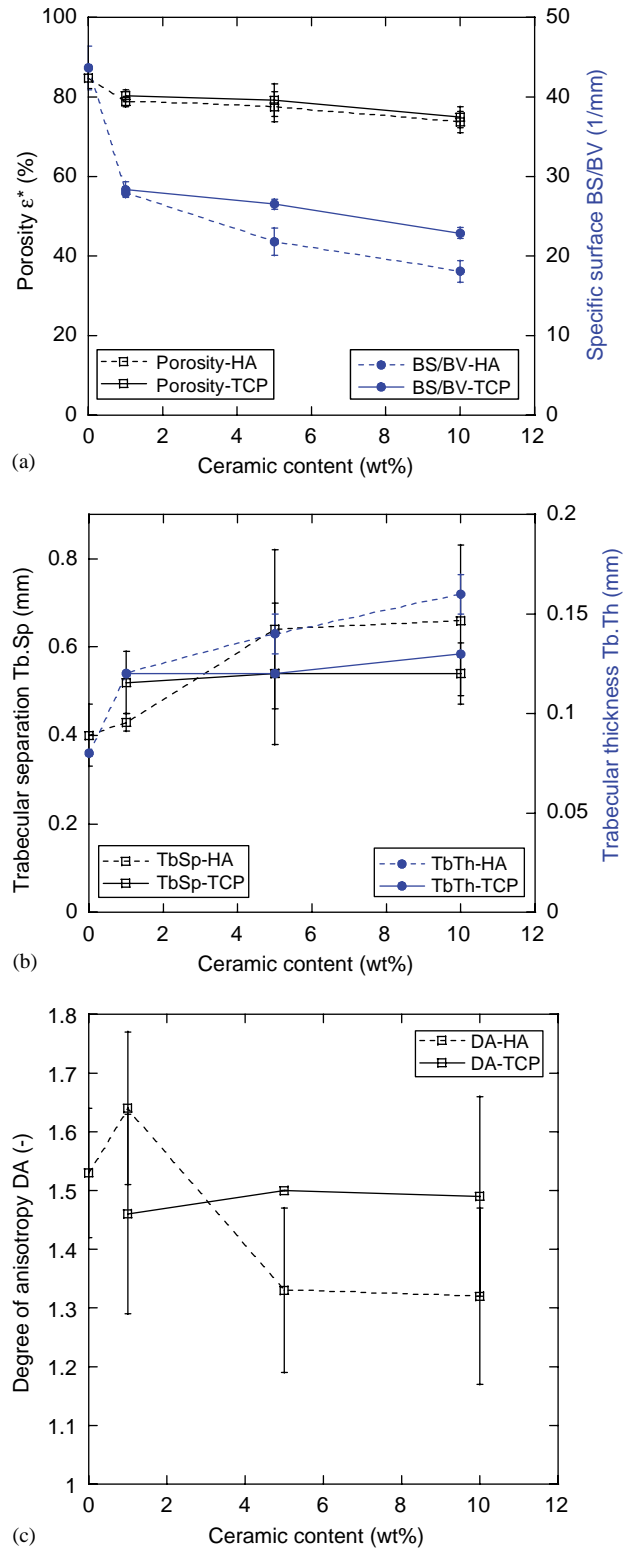 100
80
60
40
20
0
50
40
30
20
10
0
Porosity ε* (%)
Specific surface BS/BV (1/mm)
Porosity-HA
Porosity-TCP
BS/BV-HA
BS/BV-TCP
0 2 4 6 8 10 12
(a)
Ceramic content (wt%)
0.8
0.6
0.4
0.2
0
0.2
0.15
0.1
0.05
0
Trabecular separation Tb.Sp (mm)
Trabecular thickness Tb.Th (mm)
TbSp-HA
TbSp-TCP
TbTh-HA
TbTh-TCP
0 2 4 6 8 10 12
(b)
Ceramic content (wt%)
1.8
1.7
1.6
1.5
1.4
1.3
1.2
1.1
1
Degree of anisotropy DA (-)
DA-HA
DA-TCP
0 2 4 6 8 10 12
(c)
Ceramic content (wt%)